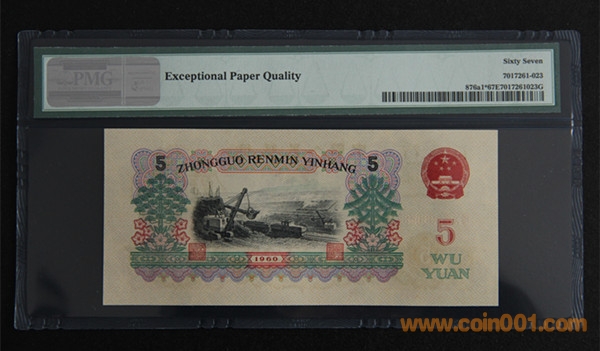 PMG
Exceptional Paper Quality
Sixty Seven
7017261-023
876a1*67E7017261023G
5 ZHONGGUO RENMIN YINHANG 5
1960
5
WU
YUAN
www.coin001.com